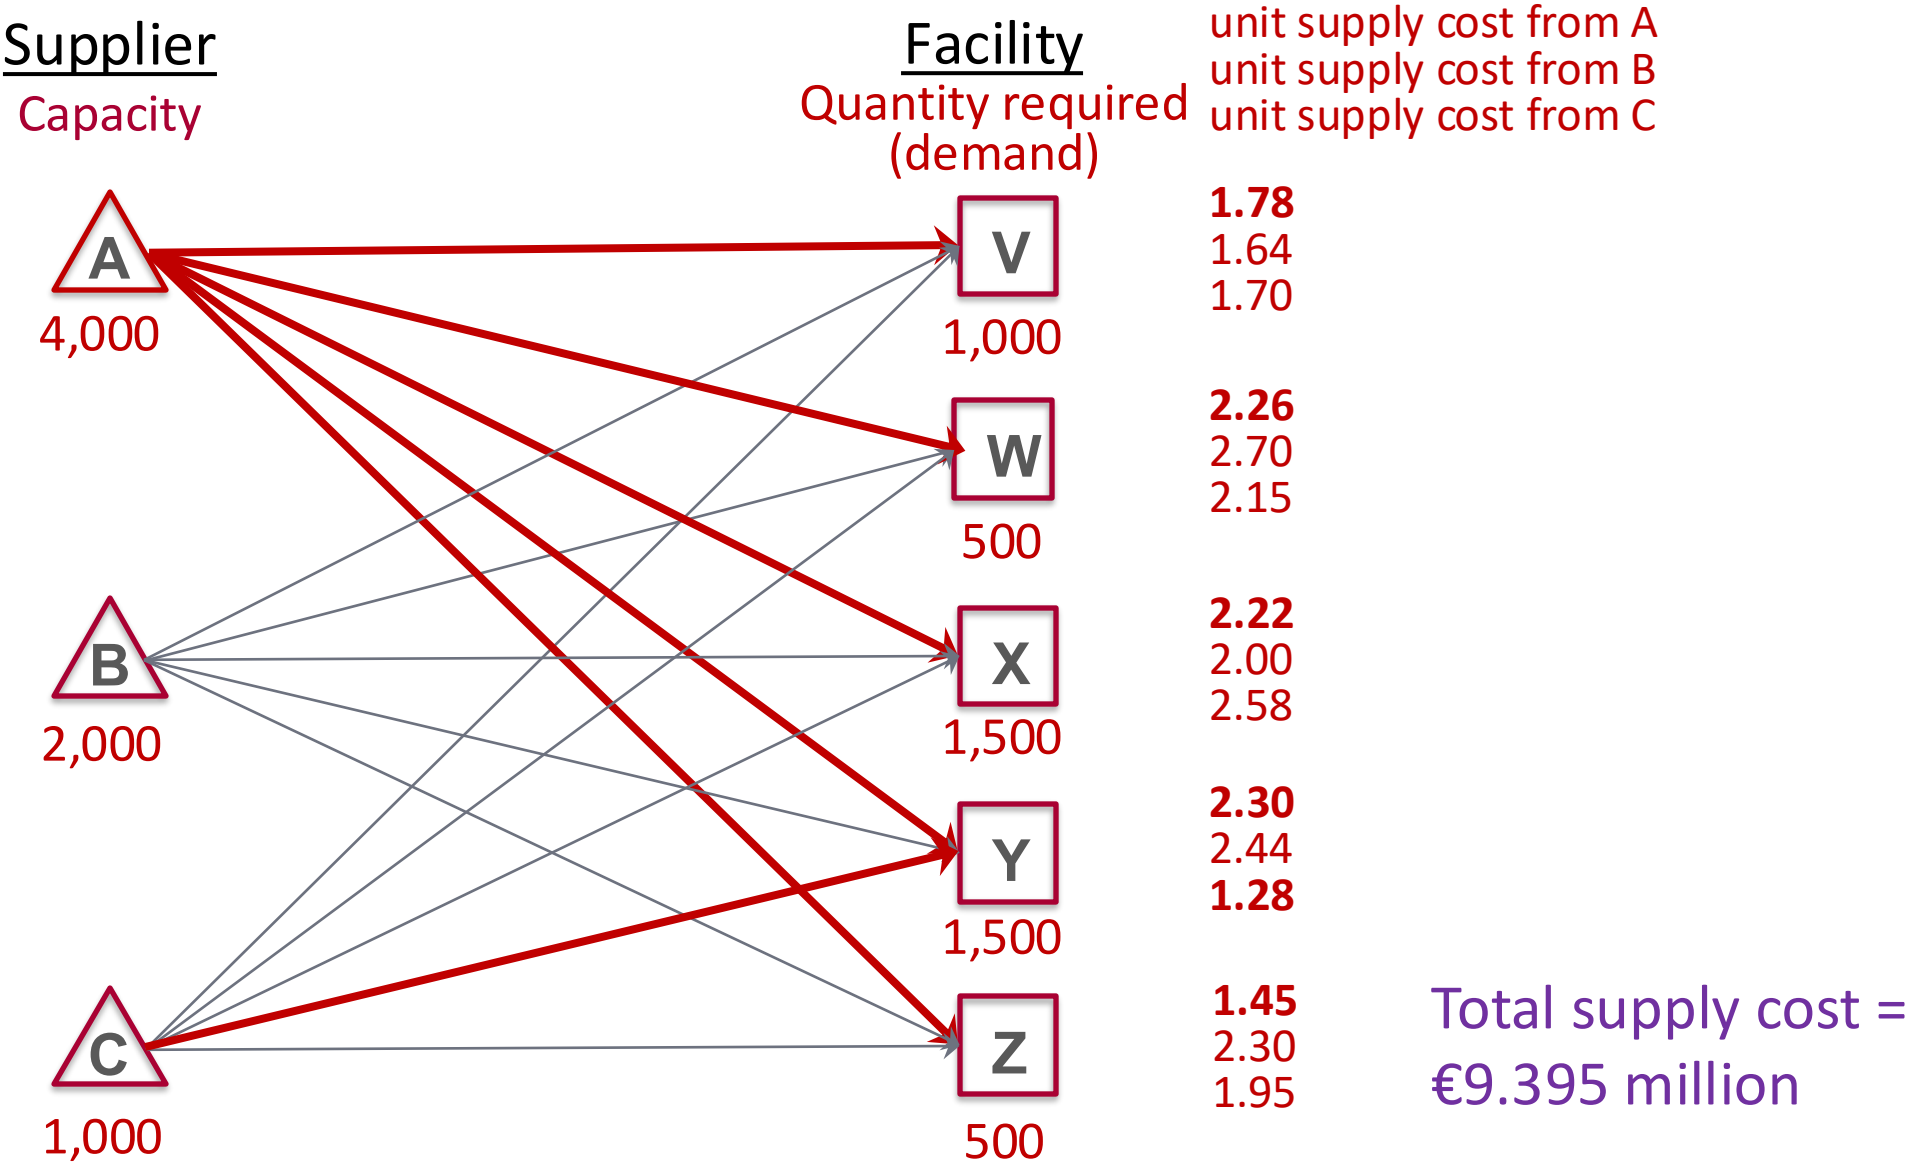 Supplier
Capacity
Facility
Quantity required
(demand)
unit supply cost from A
unit supply cost from B
unit supply cost from C
A
4,000
V
1,000
1.78
1.64
1.70
W
500
2.26
2.70
2.15
B
2,000
X
1,500
2.22
2.00
2.58
Y
1,500
2.30
2.44
1.28
C
1,000
Z
500
1.45
2.30
1.95
Total supply cost =
€9.395 million